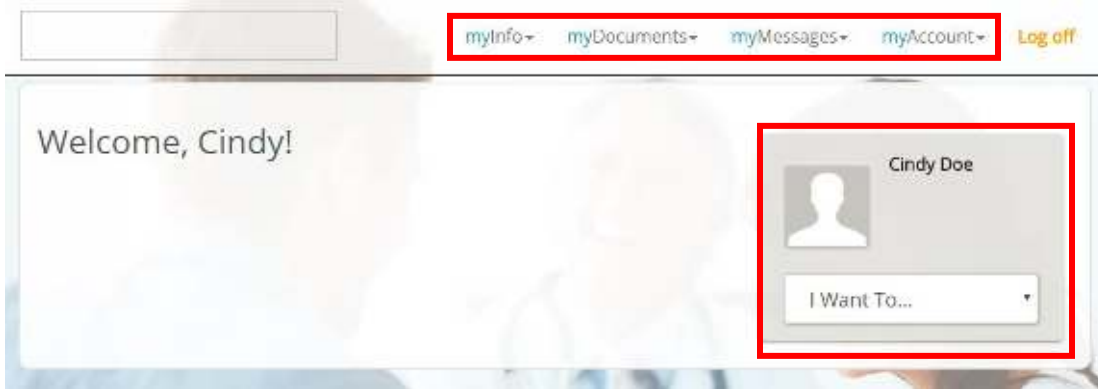 myInfo myDocuments myMessages myAccount Log off
Welcome, Cindy!
Cindy Doe
I Want To...